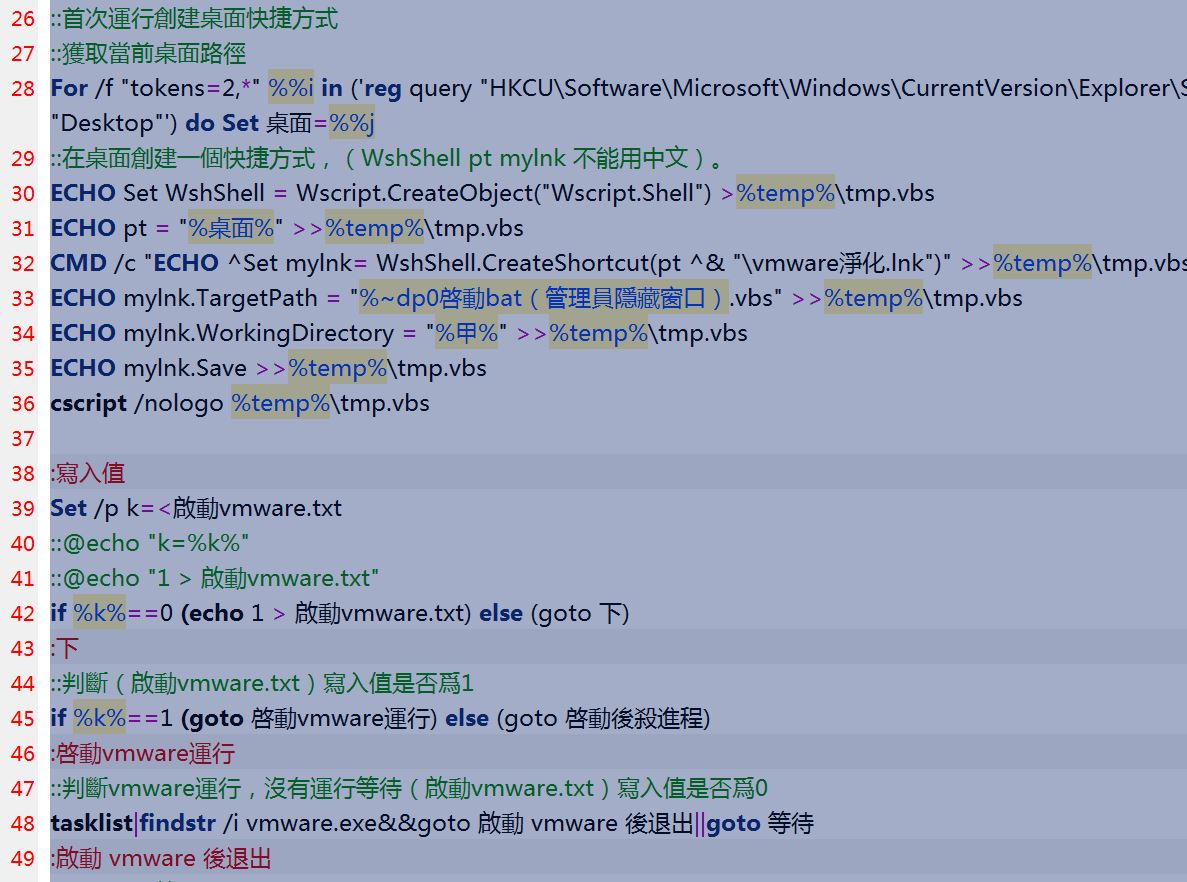 26 ::首次運行創建桌面快捷方式
27 ::獲取當前桌面路徑
28 For /f "tokens=2,*" %%i in ('reg query "HKCU\Software\Microsoft\Windows\CurrentVersion\Explorer\S
"Desktop"') do Set 桌面=%%j
29 ::在桌面創建一個快捷方式，（WshShell pt mylnk 不能用中文）。
30 ECHO Set WshShell = Wscript.CreateObject("Wscript.Shell") >%temp%\tmp.vbs
31 ECHO pt = "%桌面%" >>%temp%\tmp.vbs
32 CMD /c "ECHO ^Set mylnk= WshShell.CreateShortcut(pt ^& "\vmware淨化.lnk")" >>%temp%\tmp.vbs
33 ECHO mylnk.TargetPath = "%~dp0啓動bat（管理員隱藏窗口）.vbs" >>%temp%\tmp.vbs
34 ECHO mylnk.WorkingDirectory = "%甲%" >>%temp%\tmp.vbs
35 ECHO mylnk.Save >>%temp%\tmp.vbs
36 cscript /nologo %temp%\tmp.vbs
37
38 :寫入值
39 Set /p k=<啟動vmware.txt
40 ::@echo "k=%k%"
41 ::@echo "1 > 啟動vmware.txt"
42 if %k%==0 (echo 1 > 啟動vmware.txt) else (goto 下)
43 :下
44 ::判斷（啟動vmware.txt）寫入值是否爲1
45 if %k%==1 (goto 啓動vmware運行) else (goto 啓動後殺進程)
46 :啓動vmware運行
47 ::判斷vmware運行，沒有運行等待（啟動vmware.txt）寫入值是否爲0
48 tasklist|findstr /i vmware.exe&&goto 啟動 vmware 後退出||goto 等待
49 :啟動 vmware 後退出